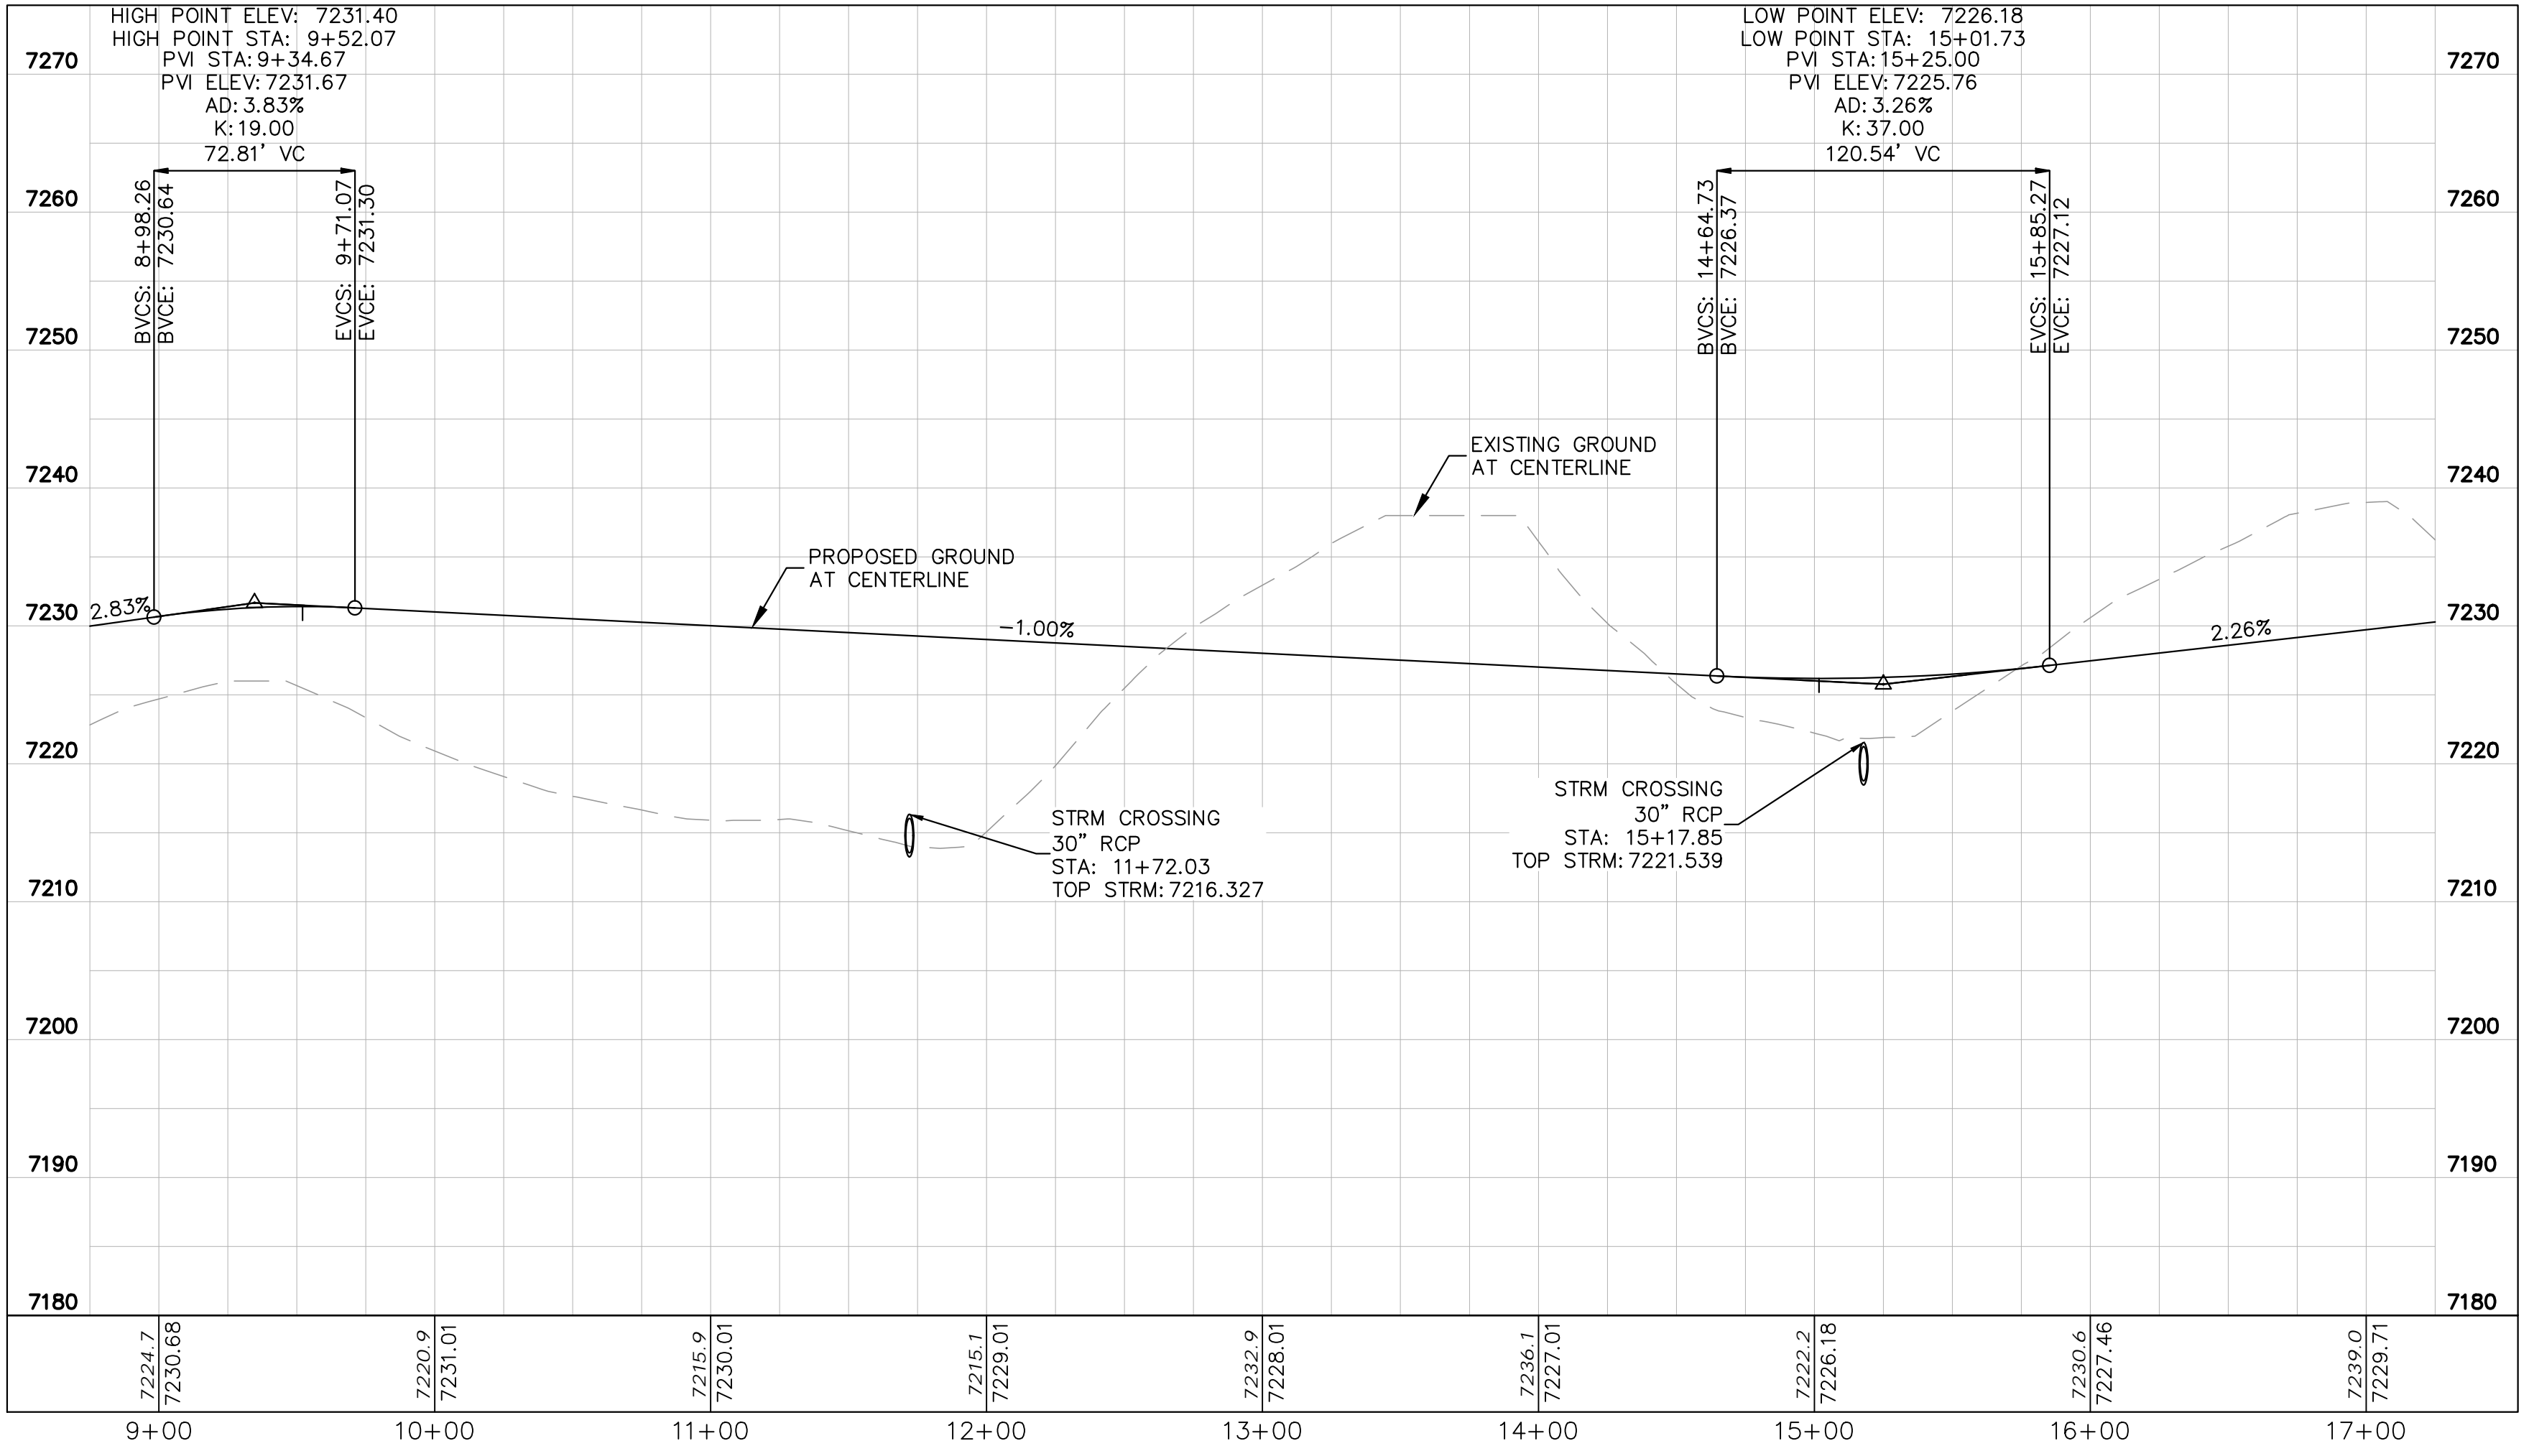 HIGH POINT ELEV: 7231.40
HIGH POINT STA: 9+52.07
PVI STA:9+34.67
PVI ELEV:7231.67
AD:3.83%
K:19.00
72.81' VC
BVCS: 8+98.26
BVCE: 7230.64
EVCS: 9+71.07
EVCE: 7231.30
LOW POINT ELEV: 7226.18
LOW POINT STA: 15+01.73
PVI STA:15+25.00
PVI ELEV:7225.76
AD:3.26%
K:37.00
120.54' VC
BVCS: 14+64.73
BVCE: 7226.37
EVCS: 15+85.27
EVCE: 7227.12
7270
7260
7250
7240
7230
7220
7210
7200
7190
7180
7270
7260
7250
7240
7230
7220
7210
7200
7190
7180
EXISTING GROUND
AT CENTERLINE
PROPOSED GROUND
AT CENTERLINE
2.83%
-1.00%
2.26%
STRM CROSSING
30" RCP
STA: 11+72.03
TOP STRM:7216.327
STRM CROSSING
30" RCP
STA: 15+17.85
TOP STRM:7221.539
7224.7
7230.68
7220.9
7231.01
7215.9
7230.01
7215.1
7229.01
7232.9
7228.01
7236.1
7227.01
7222.2
7226.18
7230.6
7227.46
7239.0
7229.71
9+00
10+00
11+00
12+00
13+00
14+00
15+00
16+00
17+00